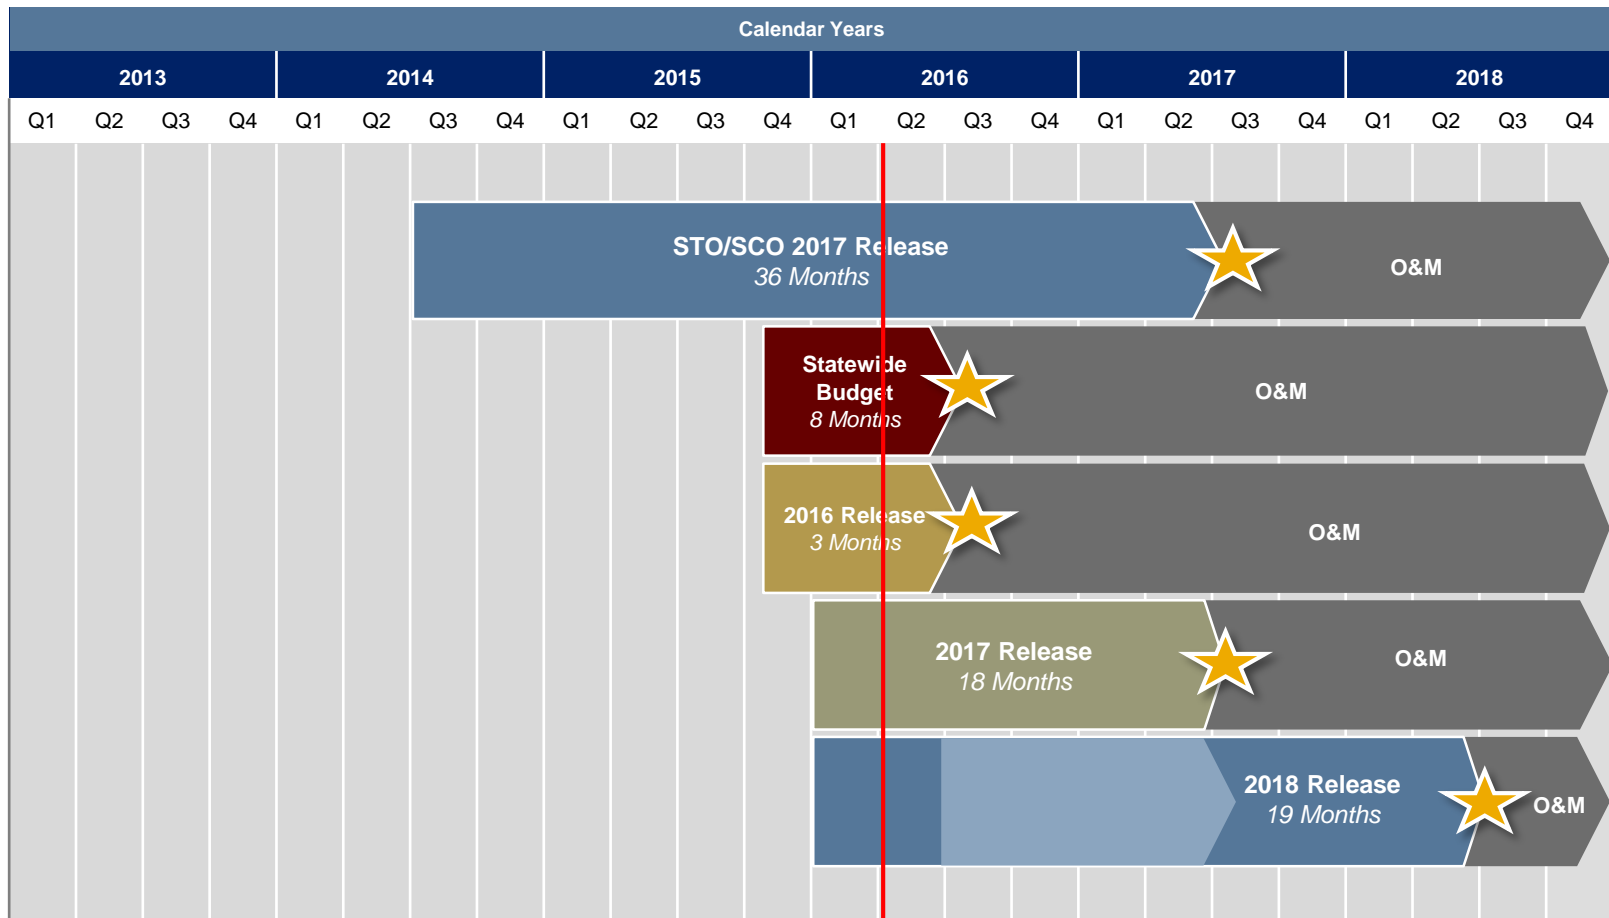 Calendar Years
2013 2014 2015 2016 2017 2018
Q1 Q2 Q3 Q4 Q1 Q2 Q3 Q4 Q1 Q2 Q3 Q4 Q1 Q2 Q3 Q4 Q1 Q2 Q3 Q4 Q1 Q2 Q3 Q4
STO/SCO 2017 Release
36 Months
O&M
Statewide
Budget
8 Months
O&M
2016 Release
3 Months
O&M
2017 Release
18 Months
O&M
2018 Release
19 Months
O&M